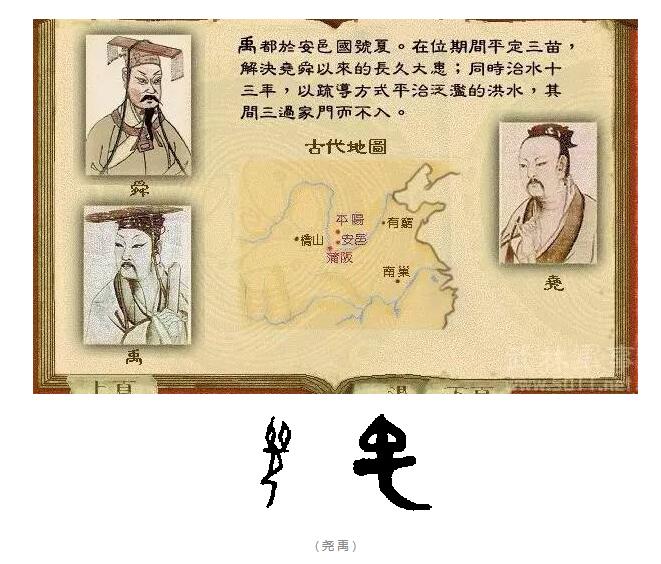 禹都於安邑國號夏。在位期間平定三苗，
解決堯舜以來的長久大患；同時治水十
三年，以疏導方式平治泛濫的洪水，其
間三過家門而不入。
古代地圖
舜
平陽
有窮
橋山
安邑
蒲阪
南巢
堯
禹
上頁
下頁
（尧禹）